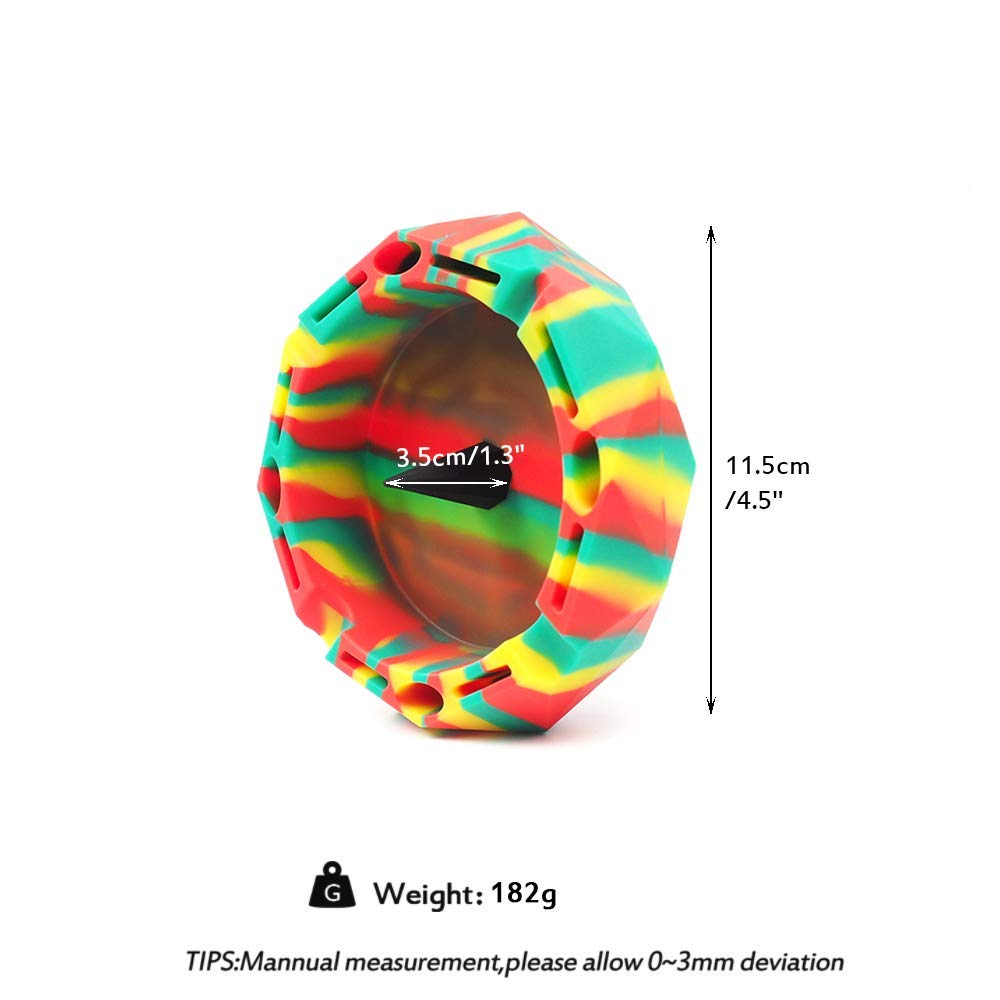 3.5cm/1.3"
11.5cm
/4.5"
G
Weight: 182g
TIPS:Mannual measurement,please allow 0~3mm deviation